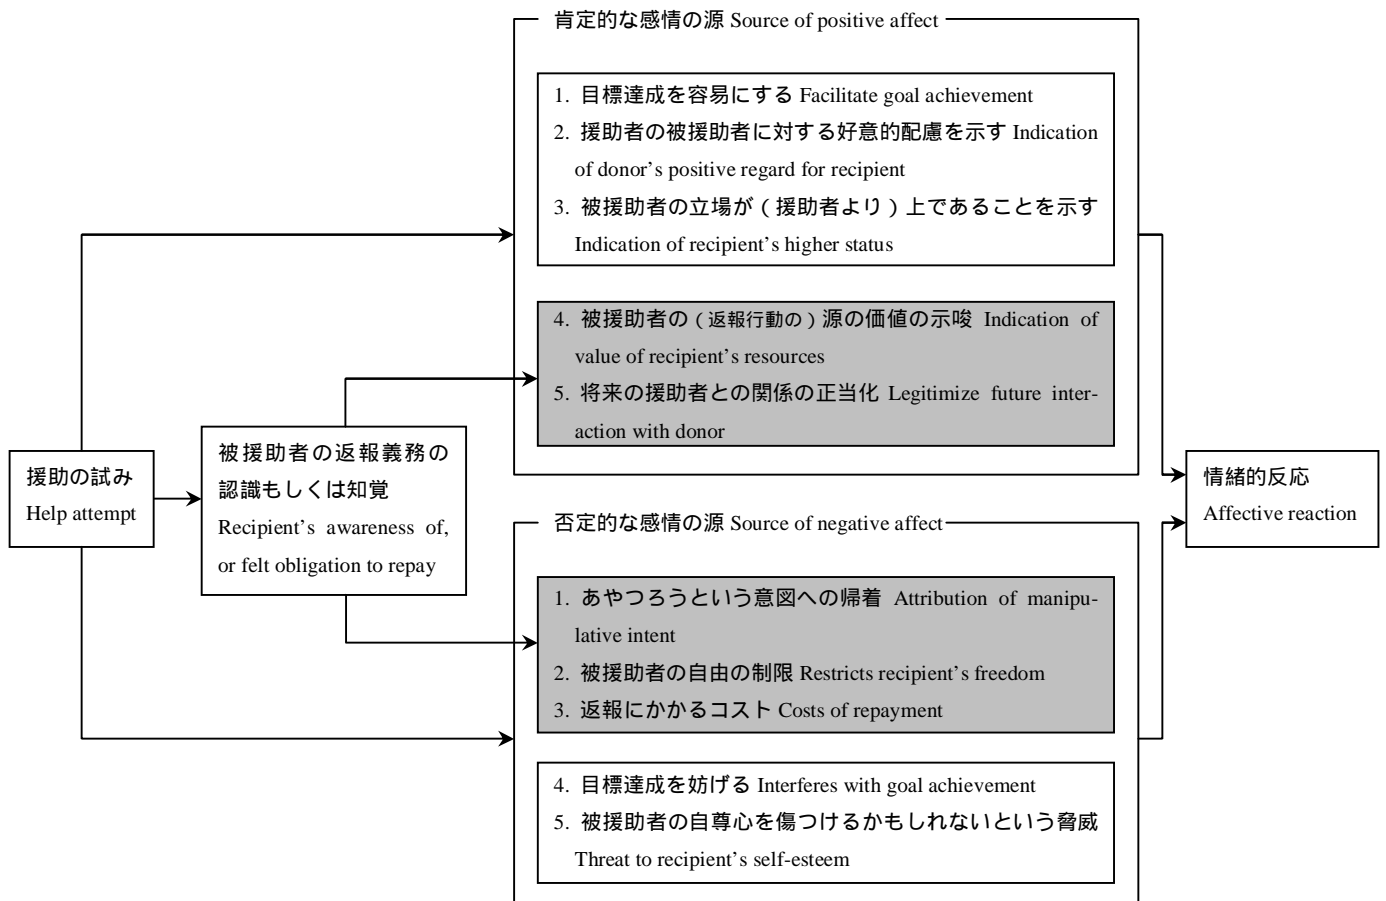 肯定的な感情の源 Source of positive affect
1. 目標達成を容易にする Facilitate goal achievement
2. 援助者の被援助者に対する好意的配慮を示す Indication
of donor's positive regard for recipient
3. 被援助者の立場が（援助者より）上であることを示す
Indication of recipient's higher status
4. 被援助者の（返報行動の）源の価値の示唆 Indication of
value of recipient's resources
5. 将来の援助者との関係の正当化 Legitimize future inter-
action with donor
援助の試み
Help attempt
被援助者の返報義務の
認識もしくは知覚
Recipient's awareness of,
or felt obligation to repay
情緒的反応
Affective reaction
否定的な感情の源 Source of negative affect
1. あやつろうという意図への帰着 Attribution of manipu-
lative intent
2. 被援助者の自由の制限 Restricts recipient's freedom
3. 返報にかかるコスト Costs of repayment
4. 目標達成を妨げる Interferes with goal achievement
5. 被援助者の自尊心を傷つけるかもしれないという脅威
Threat to recipient's self-esteem